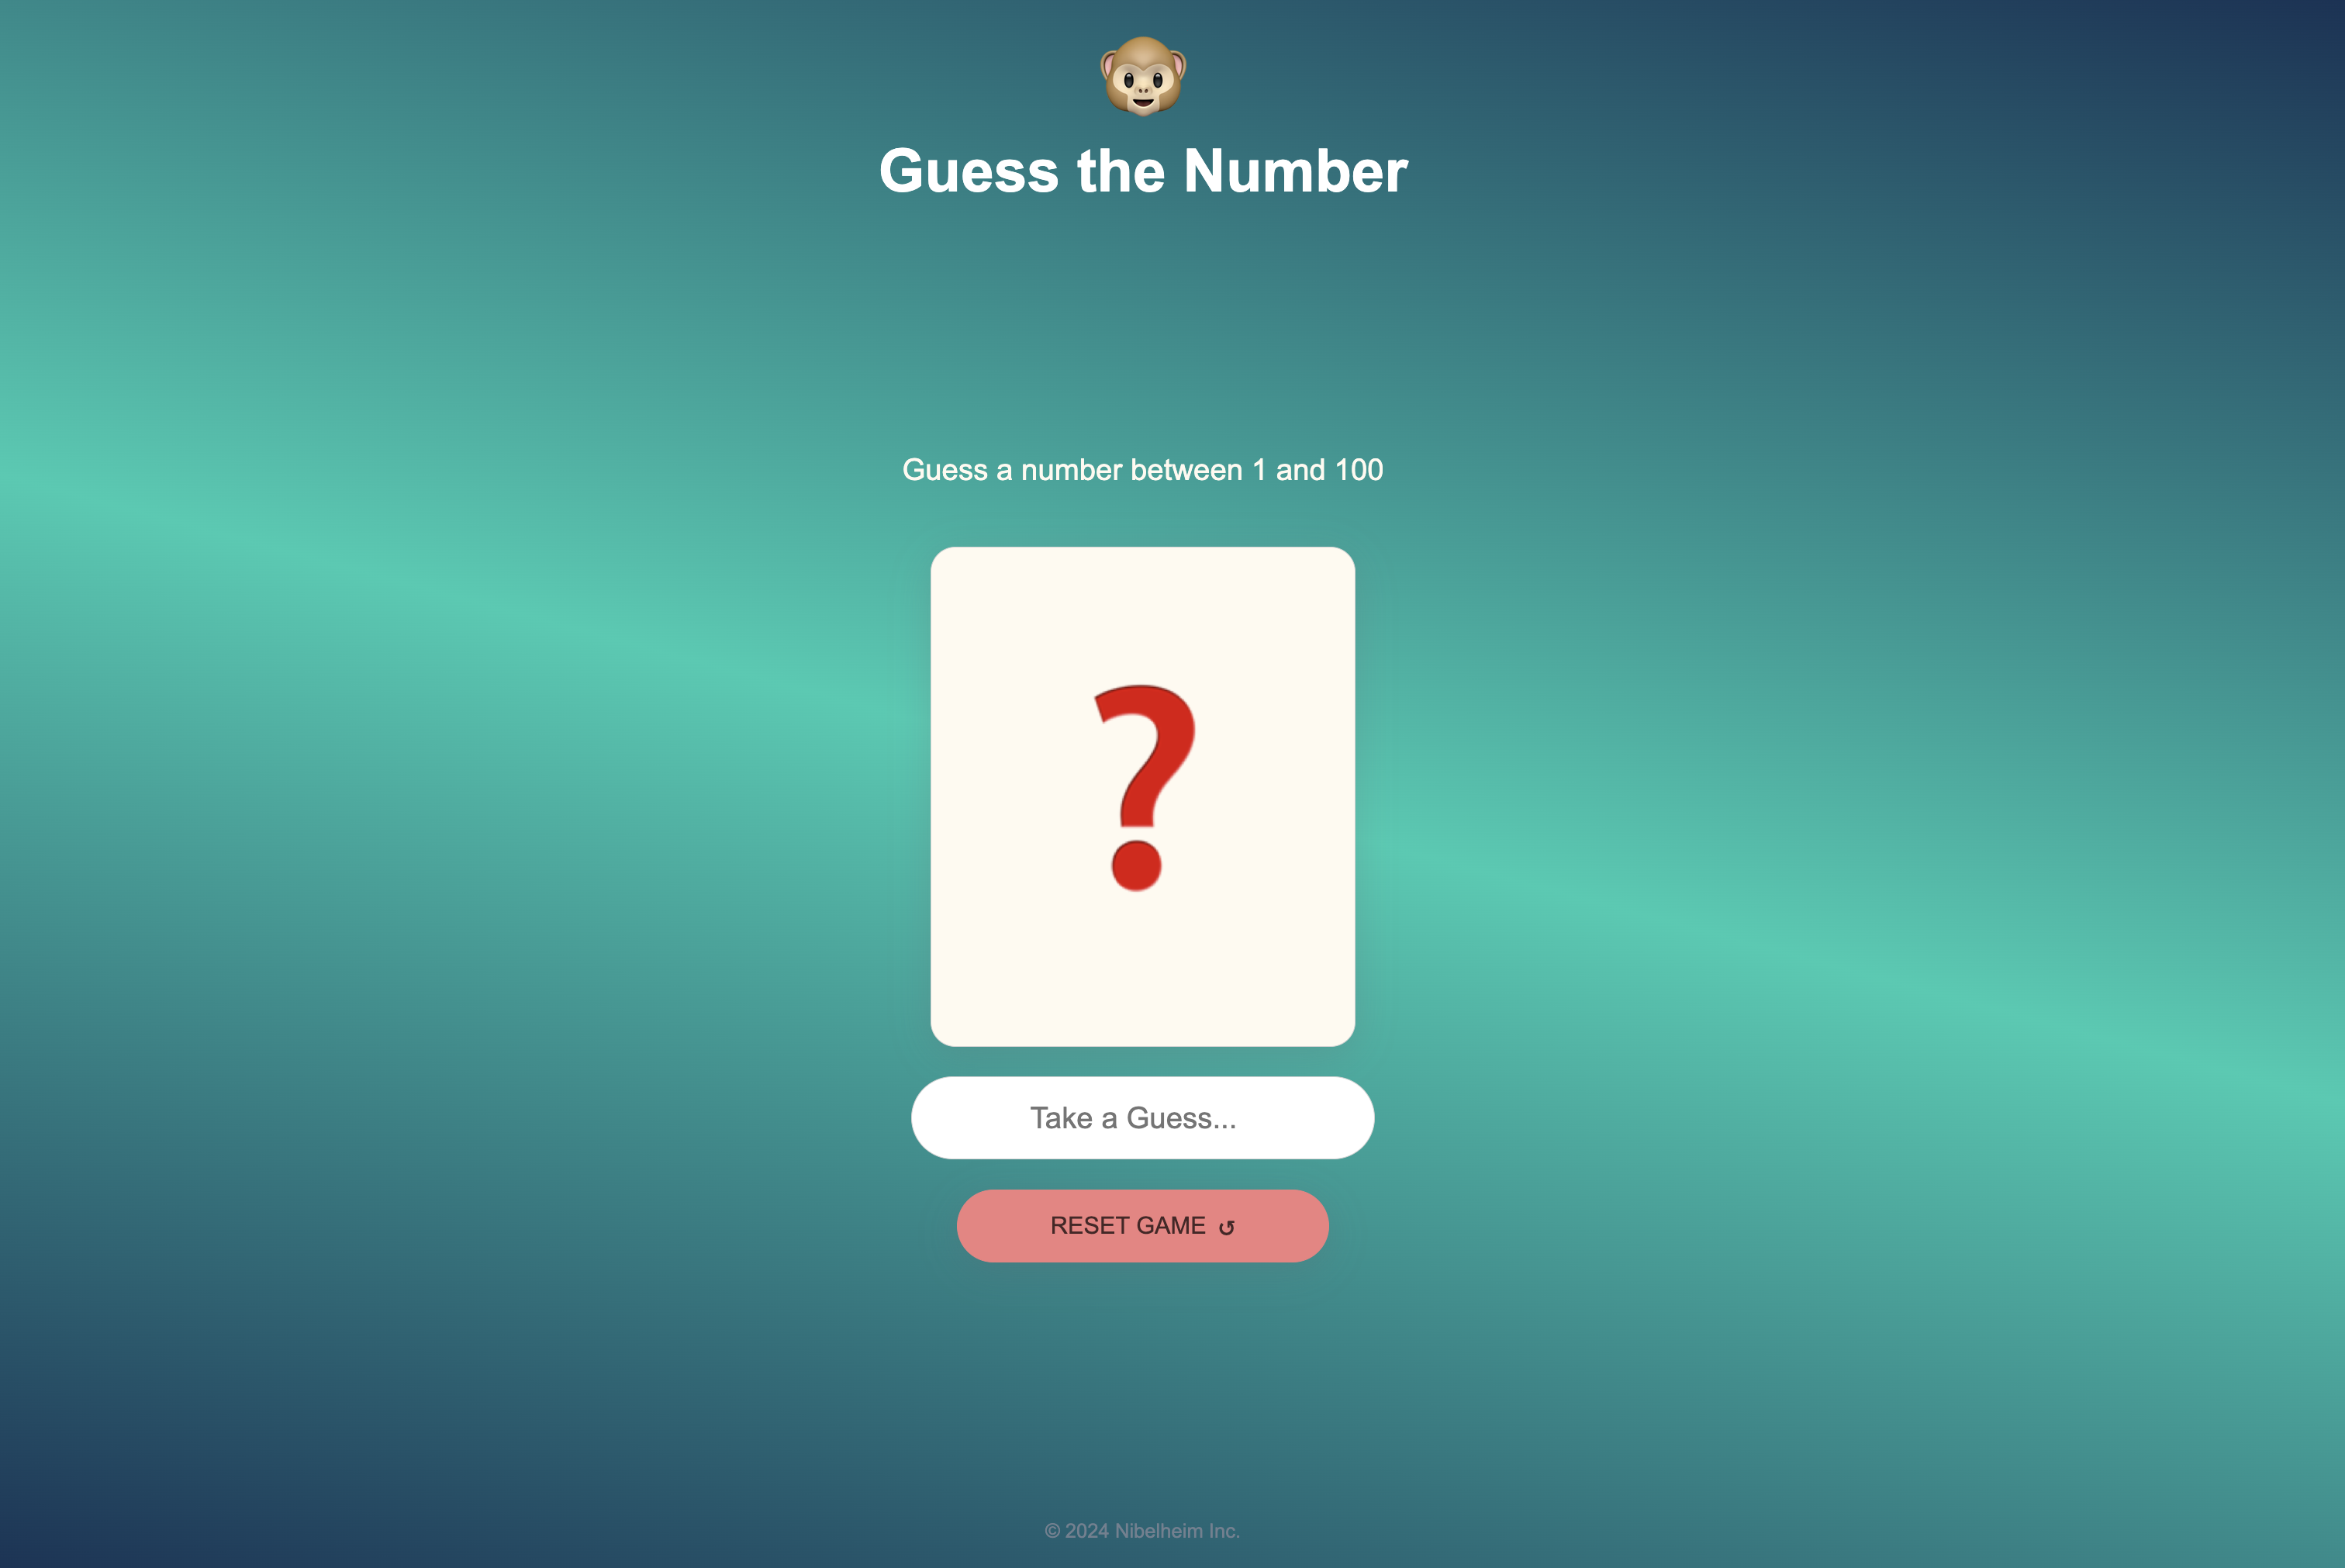 Guess the Number
Guess a number between 1 and 100
?
Take a Guess...
RESET GAME ↺
© 2024 Nibelheim Inc.